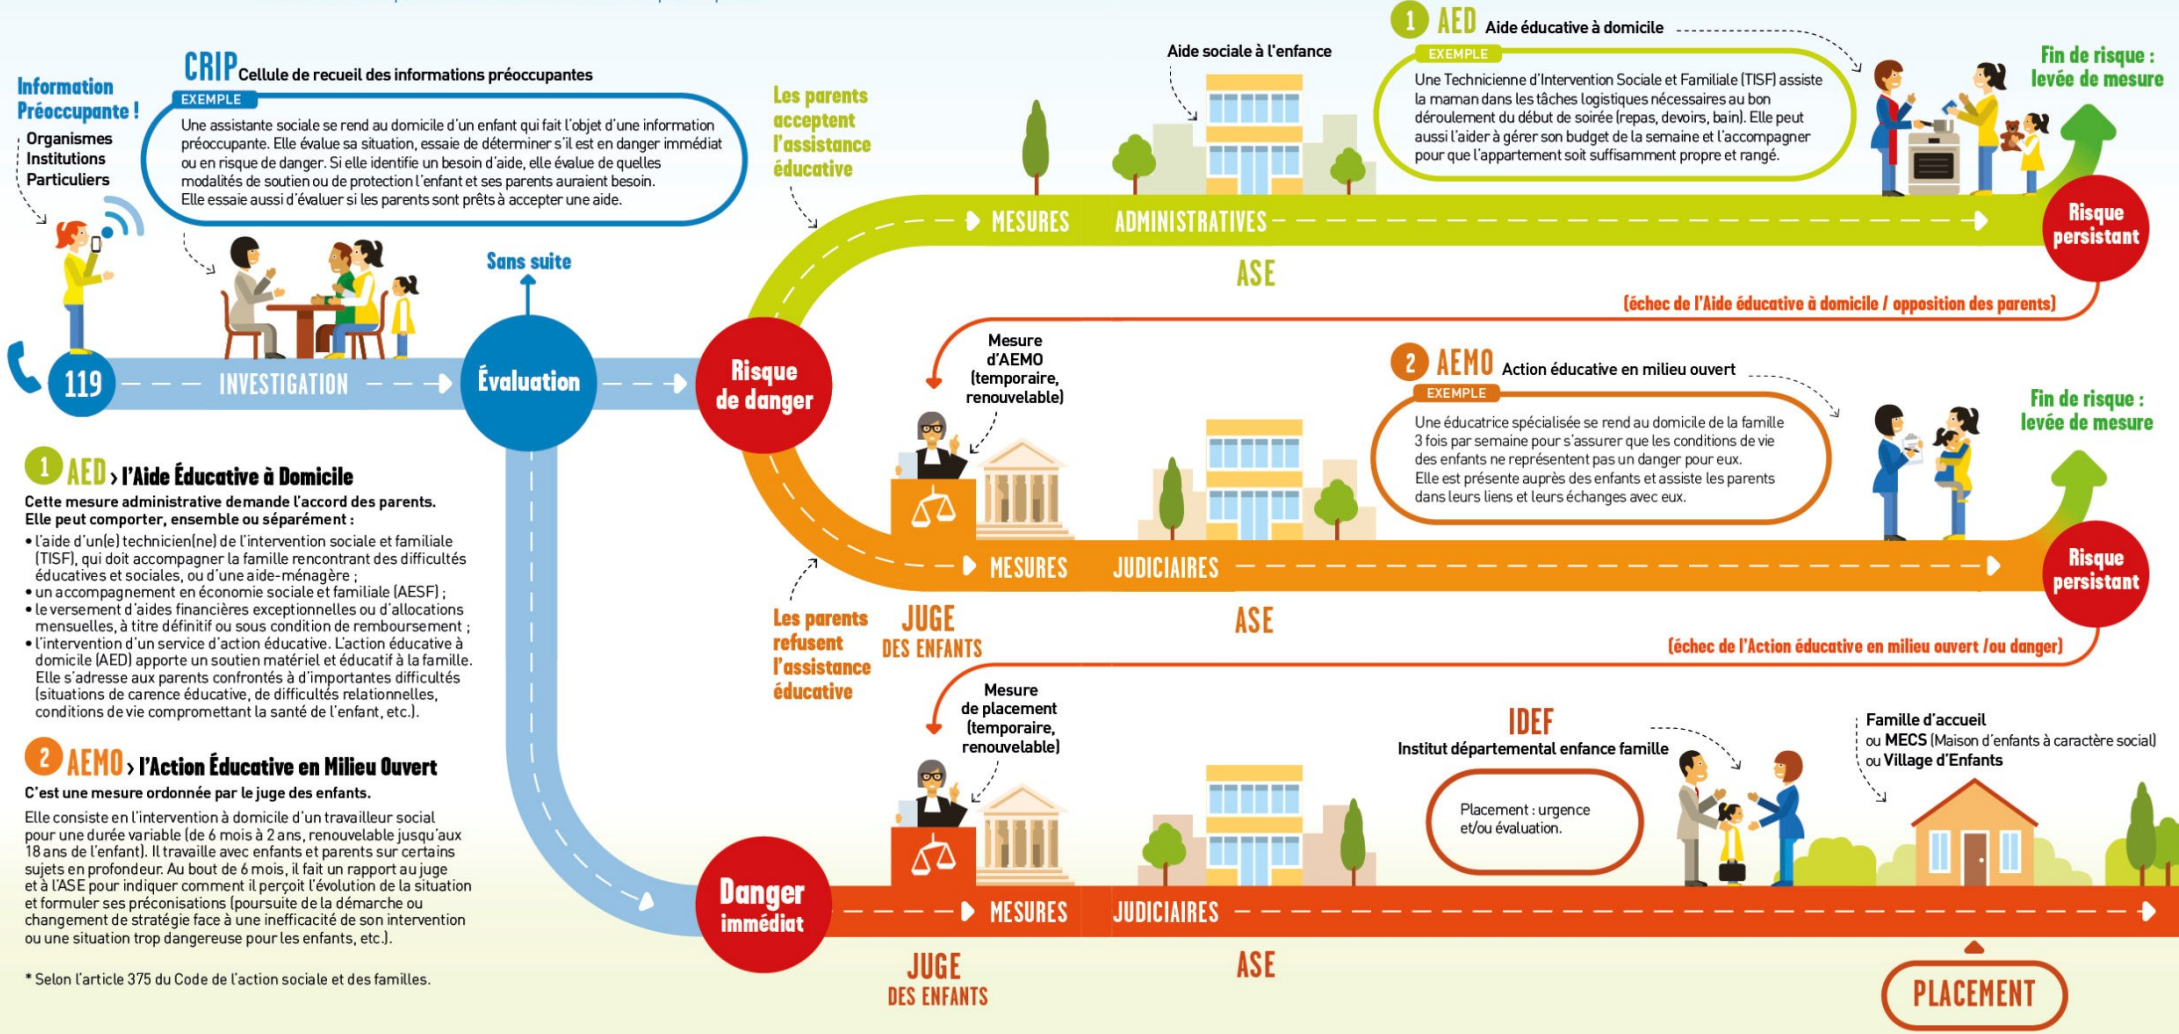 Information
Préoccupante !
Organismes
Institutions
Particuliers
CRIP Cellule de recueil des informations préoccupantes
EXEMPLE
Une assistante sociale se rend au domicile d'un enfant qui fait l'objet d'une information
préoccupante. Elle évalue sa situation, essaie de déterminer s'il est en danger immédiat
ou en risque de danger. Si elle identifie un besoin d'aide, elle évalue de quelles
modalités de soutien ou de protection l'enfant et ses parents auraient besoin.
Elle essaie aussi d'évaluer si les parents sont prêts à accepter une aide.
119
INVESTIGATION
Sans suite
Évaluation
Risque
de danger
Les parents
acceptent
l'assistance
éducative
Aide sociale à l'enfance
1 AED Aide éducative à domicile
EXEMPLE
Une Technicienne d'Intervention Sociale et Familiale (TISF) assiste
la maman dans les tâches logistiques nécessaires au bon
déroulement du début de soirée (repas, devoirs, bain). Elle peut
aussi l'aider à gérer son budget de la semaine et l'accompagner
pour que l'appartement soit suffisamment propre et rangé.
Fin de risque :
levée de mesure
MESURES ADMINISTRATIVES
ASE
Risque
persistant
(échec de l'Aide éducative à domicile / opposition des parents)
Mesure
d'AEMO
(temporaire,
renouvelable)
2 AEMO Action éducative en milieu ouvert
EXEMPLE
Une éducatrice spécialisée se rend au domicile de la famille
3 fois par semaine pour s'assurer que les conditions de vie
des enfants ne représentent pas un danger pour eux.
Elle est présente auprès des enfants et assiste les parents
dans leurs liens et leurs échanges avec eux.
Fin de risque :
levée de mesure
MESURES JUDICIAIRES
Risque
persistant
Les parents
refusent
l'assistance
éducative
JUGE
DES ENFANTS
ASE
(échec de l'Action éducative en milieu ouvert /ou danger)
1 AED > l'Aide Éducative à Domicile
Cette mesure administrative demande l'accord des parents.
Elle peut comporter, ensemble ou séparément :
• l'aide d'un(e) technicien(ne) de l'intervention sociale et familiale
(TISF), qui doit accompagner la famille rencontrant des difficultés
éducatives et sociales, ou d'une aide-ménagère ;
• un accompagnement en économie sociale et familiale (AESF) ;
• le versement d'aides financières exceptionnelles ou d'allocations
mensuelles, à titre définitif ou sous condition de remboursement ;
• l'intervention d'un service d'action éducative. L'action éducative à
domicile (AED) apporte un soutien matériel et éducatif à la famille.
Elle s'adresse aux parents confrontés à d'importantes difficultés
(situations de carence éducative, de difficultés relationnelles,
conditions de vie compromettant la santé de l'enfant, etc.).
2 AEMO > l'Action Éducative en Milieu Ouvert
C'est une mesure ordonnée par le juge des enfants.
Elle consiste en l'intervention à domicile d'un travailleur social
pour une durée variable (de 6 mois à 2 ans, renouvelable jusqu'aux
18 ans de l'enfant). Il travaille avec enfants et parents sur certains
sujets en profondeur. Au bout de 6 mois, il fait un rapport au juge
et à l'ASE pour indiquer comment il perçoit l'évolution de la situation
et formuler ses préconisations (poursuite de la démarche ou
changement de stratégie face à une inefficacité de son intervention
ou une situation trop dangereuse pour les enfants, etc.).
* Selon l'article 375 du Code de l'action sociale et des familles.
Mesure
de placement
(temporaire,
renouvelable)
IDEF
Institut départemental enfance famille
Placement : urgence
et/ou évaluation.
Famille d'accueil
ou MECS (Maison d'enfants à caractère social)
ou Village d'Enfants
Danger
immédiat
MESURES JUDICIAIRES
JUGE
DES ENFANTS
ASE
PLACEMENT